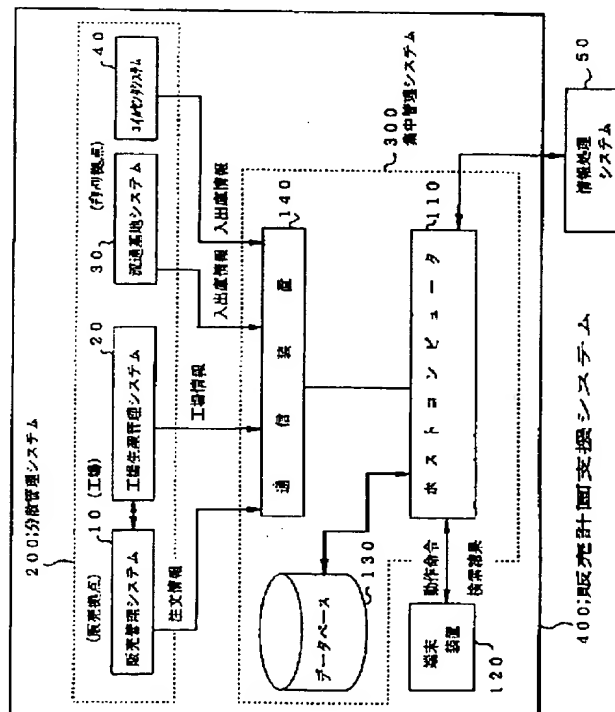 200;分散管理システム
(販売拠点)
10
販売管理システム
(工場)
20
工場生産管理システム
30
流通基地システム
40
コイルセンタシステム
注文情報
工場情報
入出庫情報
入出庫情報
通信装置
140
300
集中管理システム
データベース
130
ホストコンピュータ
110
動作命令
検索結果
端末
装置
120
情報処理
システム
50
400;販売計画支援システム